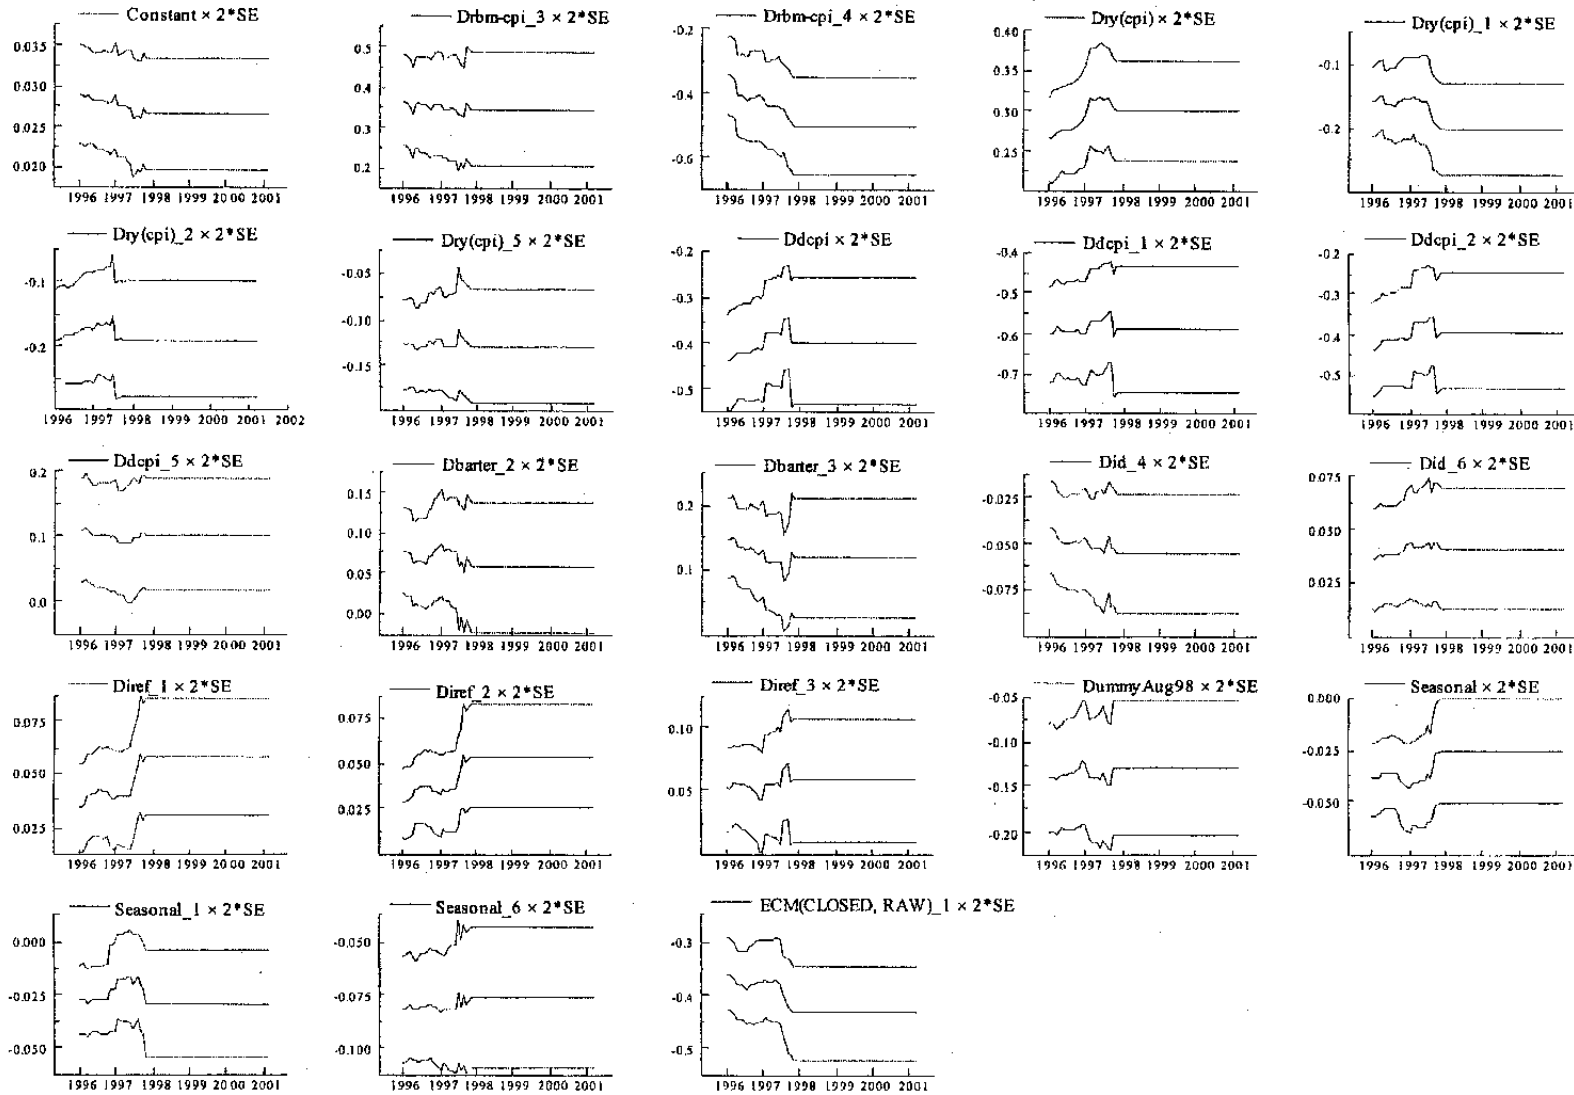 Constant × 2*SE
0.035
0.030
0.025
0.020
1996 1997 1998 1999 2000 2001
Drbm-cpi_3 × 2*SE
0.5
0.4
0.3
0.2
1996 1997 1998 1999 2000 2001
Drbm-cpi_4 × 2*SE
-0.2
-0.4
-0.6
1996 1997 1998 1999 2000 2001
Dry(cpi) × 2*SE
0.40
0.35
0.30
0.15
1996 1997 1998 1999 2000 2001
Dry(cpi)_1 × 2*SE
-0.1
-0.2
1996 1997 1998 1999 2000 2001
Dry(cpi)_2 × 2*SE
-0.1
-0.2
1996 1997 1998 1999 2000 2001 2002
Dry(cpi)_5 × 2*SE
-0.05
-0.10
-0.15
1996 1997 1998 1999 2000 2001
Ddcpi × 2*SE
-0.2
-0.3
-0.4
-0.5
1996 1997 1998 1999 2000 2001
Ddcpi_1 × 2*SE
-0.4
-0.5
-0.6
-0.7
1996 1997 1998 1999 2000 2001
Ddcpi_2 × 2*SE
-0.2
-0.3
-0.4
-0.5
1996 1997 1998 1999 2000 2001
Ddcpi_5 × 2*SE
0.2
0.1
0.0
1996 1997 1998 1999 2000 2001
Dbarter_2 × 2*SE
0.15
0.10
0.05
0.00
1996 1997 1998 1999 2000 2001
Dbarter_3 × 2*SE
0.2
0.1
1996 1997 1998 1999 2000 2001
Did_4 × 2*SE
-0.025
-0.050
-0.075
1996 1997 1998 1999 2000 2001
Did_6 × 2*SE
0.075
0.050
0.025
0.000
1996 1997 1998 1999 2000 2001
Diref_1 × 2*SE
0.075
0.050
0.025
1996 1997 1998 1999 2000 2001
Diref_2 × 2*SE
0.075
0.050
0.025
1996 1997 1998 1999 2000 2001
Diref_3 × 2*SE
0.10
0.05
1996 1997 1998 1999 2000 2001
DummyAug98 × 2*SE
-0.05
-0.10
-0.15
-0.20
1996 1997 1998 1999 2000 2001
Seasonal × 2*SE
0.000
-0.025
-0.050
1996 1997 1998 1999 2000 2001
Seasonal_1 × 2*SE
0.000
-0.025
-0.050
1996 1997 1998 1999 2000 2001
Seasonal_6 × 2*SE
-0.050
-0.075
-0.100
1996 1997 1998 1999 2000 2001
ECM(CLOSED, RAW)_1 × 2*SE
-0.3
-0.4
-0.5
1996 1997 1998 1999 2000 2001